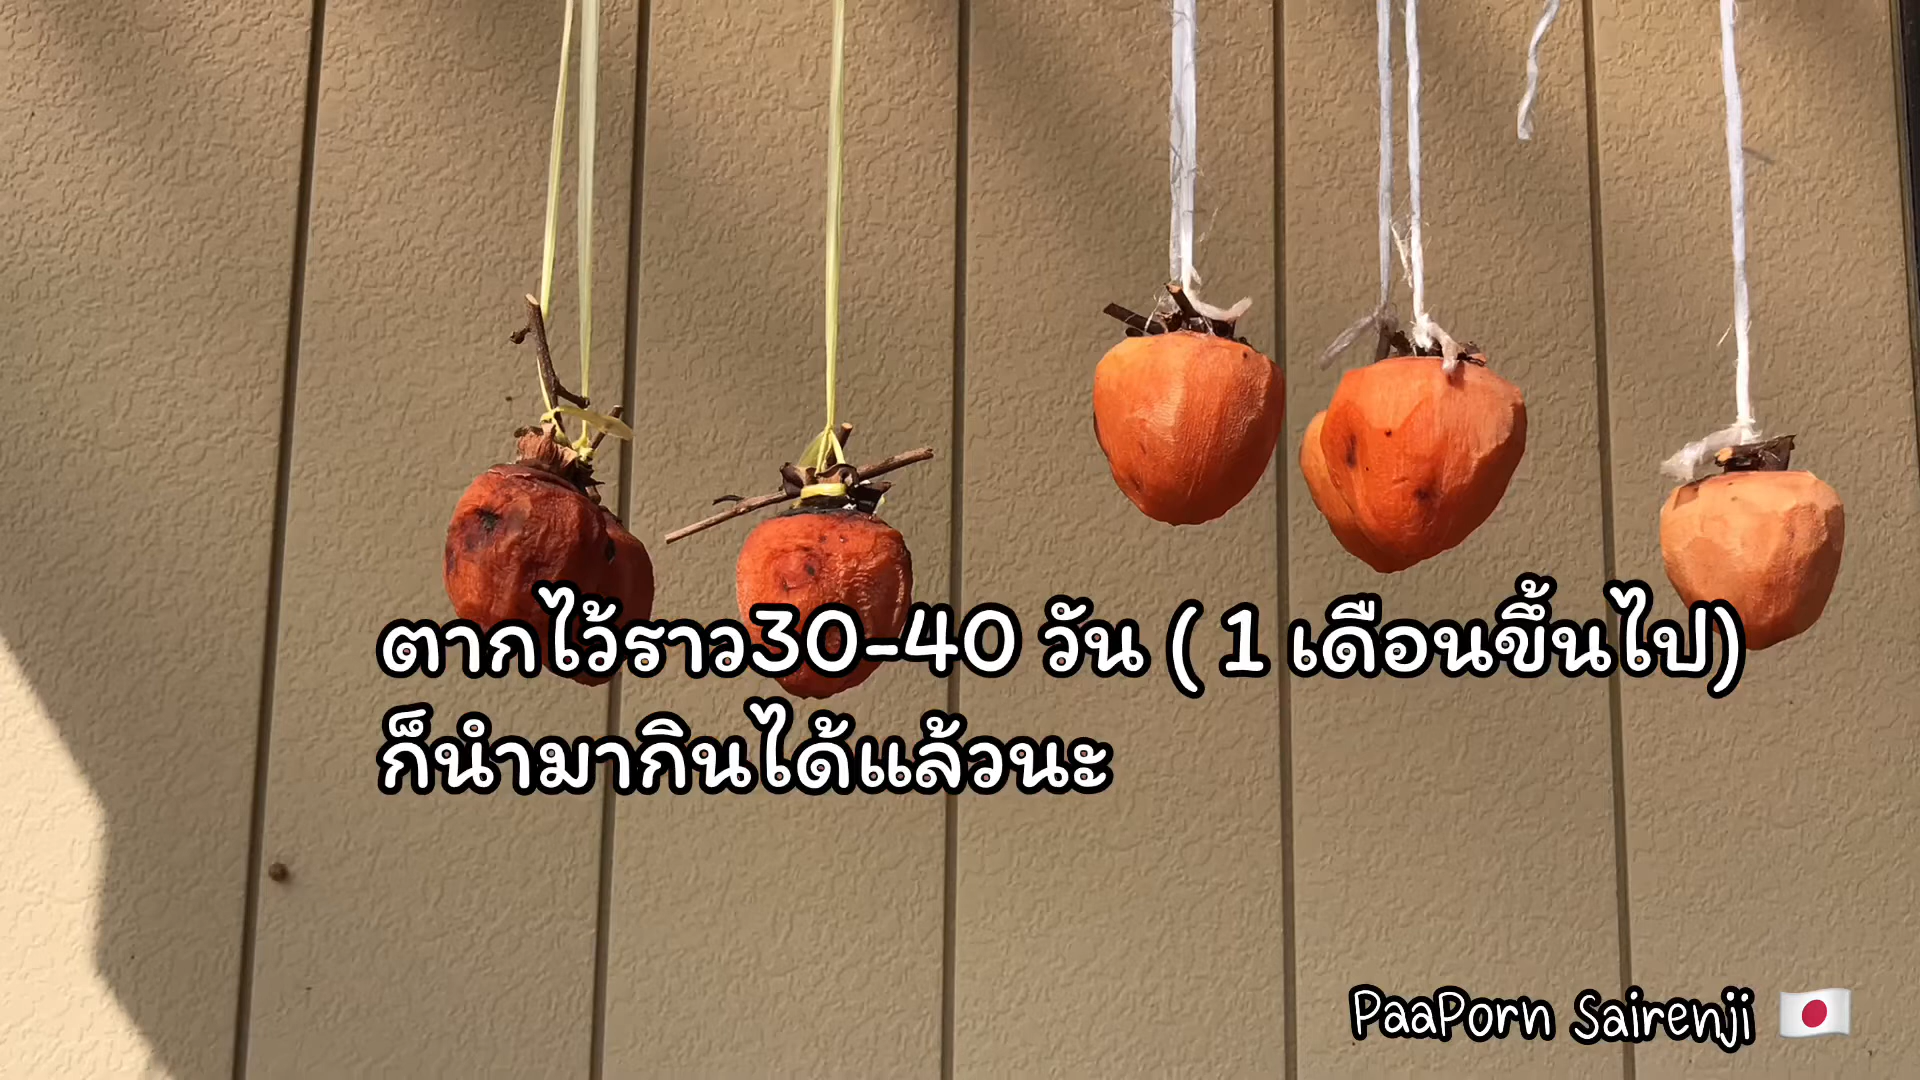 ตากไว้ราว30-40 วัน ( 1 เดือนขึ้นไป)
ก็นำมากินได้แล้วนะ
PaaPorn Sairenji 🇯🇵